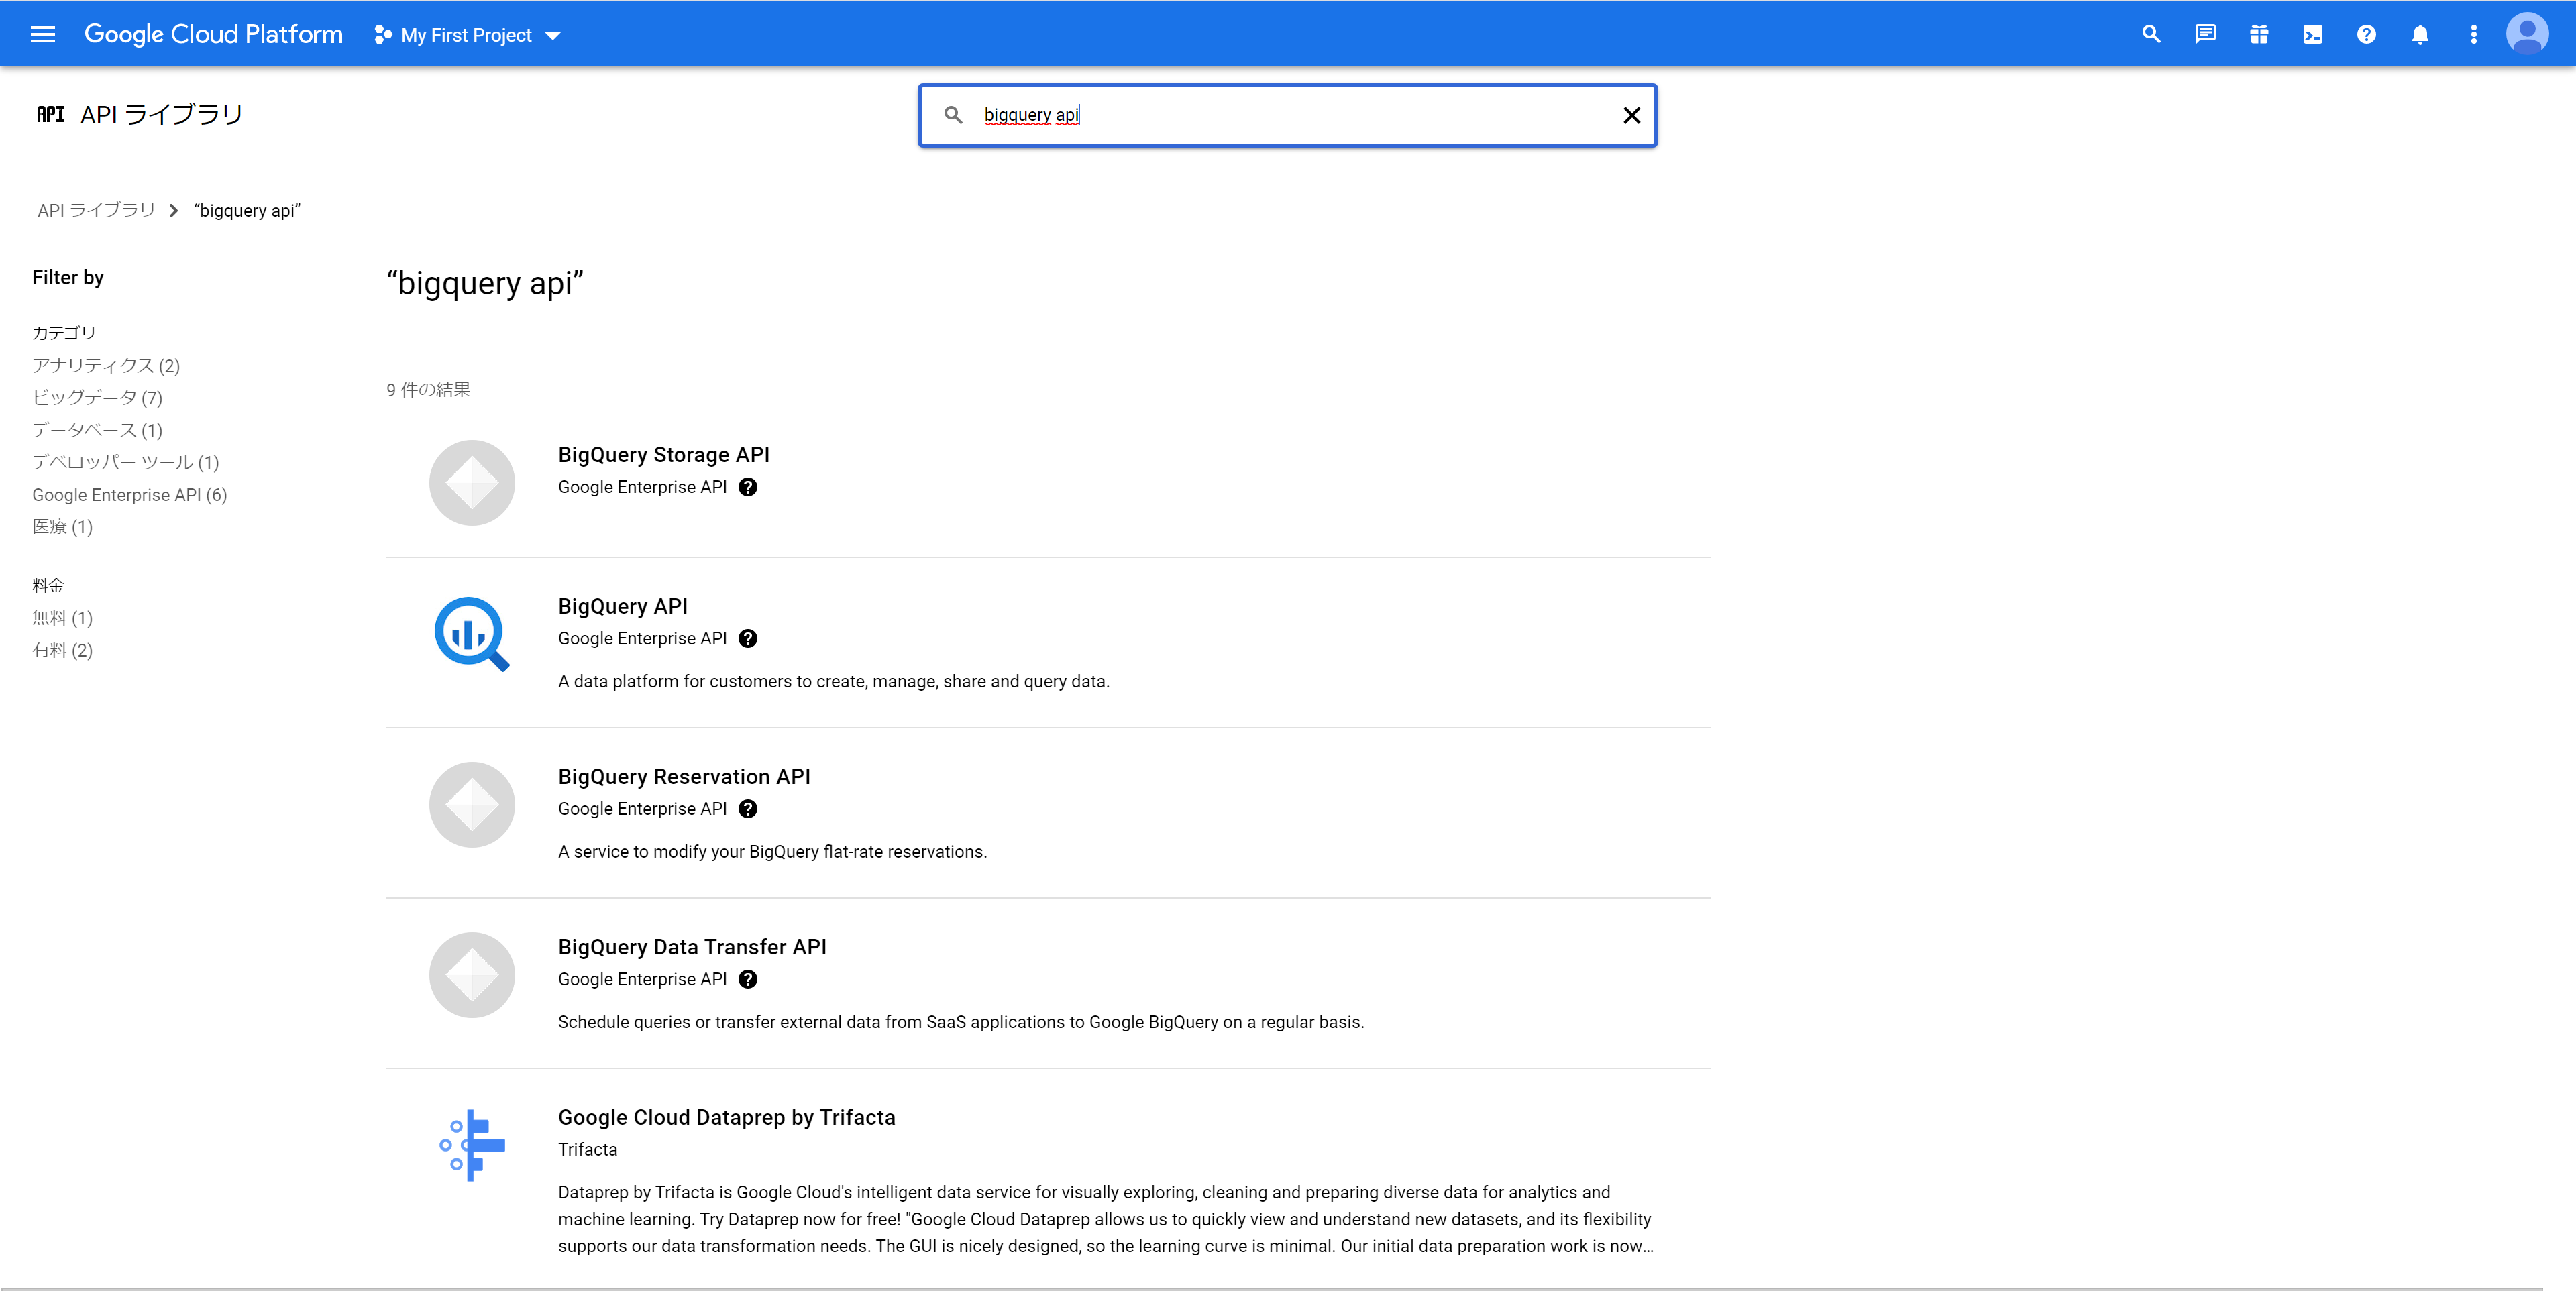 Google Cloud Platform
My First Project
API API ライブラリ
bigquery api
API ライブラリ
“bigquery api”
Filter by
カテゴリ
アナリティクス (2)
ビッグデータ (7)
データベース (1)
デベロッパー ツール (1)
Google Enterprise API (6)
医療 (1)
料金
無料 (1)
有料 (2)
“bigquery api”
9 件の結果
BigQuery Storage API
Google Enterprise API
BigQuery API
Google Enterprise API
A data platform for customers to create, manage, share and query data.
BigQuery Reservation API
Google Enterprise API
A service to modify your BigQuery flat-rate reservations.
BigQuery Data Transfer API
Google Enterprise API
Schedule queries or transfer external data from SaaS applications to Google BigQuery on a regular basis.
Google Cloud Dataprep by Trifacta
Trifacta
Dataprep by Trifacta is Google Cloud's intelligent data service for visually exploring, cleaning and preparing diverse data for analytics and
machine learning. Try Dataprep now for free! "Google Cloud Dataprep allows us to quickly view and understand new datasets, and its flexibility
supports our data transformation needs. The GUI is nicely designed, so the learning curve is minimal. Our initial data preparation work is now…